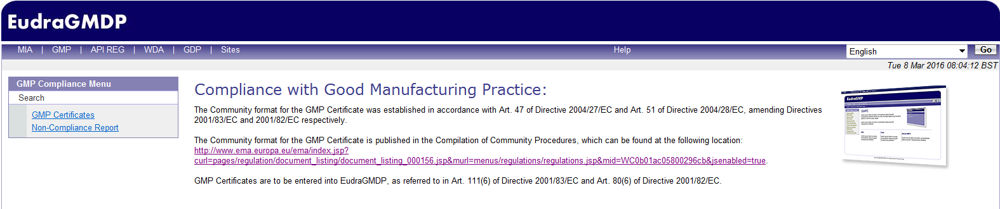 EudraGMDP
MIA | GMP | API REG | WDA | GDP | Sites Help English Go
Tue 8 Mar 2016 08:04:12 BST
GMP Compliance Menu
Search
GMP Certificates
Non-Compliance Report
Compliance with Good Manufacturing Practice:
The Community format for the GMP Certificate was established in accordance with Art. 47 of Directive 2004/27/EC and Art. 51 of Directive 2004/28/EC, amending Directives
2001/83/EC and 2001/82/EC respectively.
The Community format for the GMP Certificate is published in the Compilation of Community Procedures, which can be found at the following location:
http://www.ema.europa.eu/ema/index.jsp?
curl=pages/regulation/document_listing/document_listing_000156.jsp&murl=menus/regulations/regulations.jsp&mid=WC0b01ac05800296cb&jsenabled=true.
GMP Certificates are to be entered into EudraGMDP, as referred to in Art. 111(6) of Directive 2001/83/EC and Art. 80(6) of Directive 2001/82/EC.
EudraGMP
GMPC